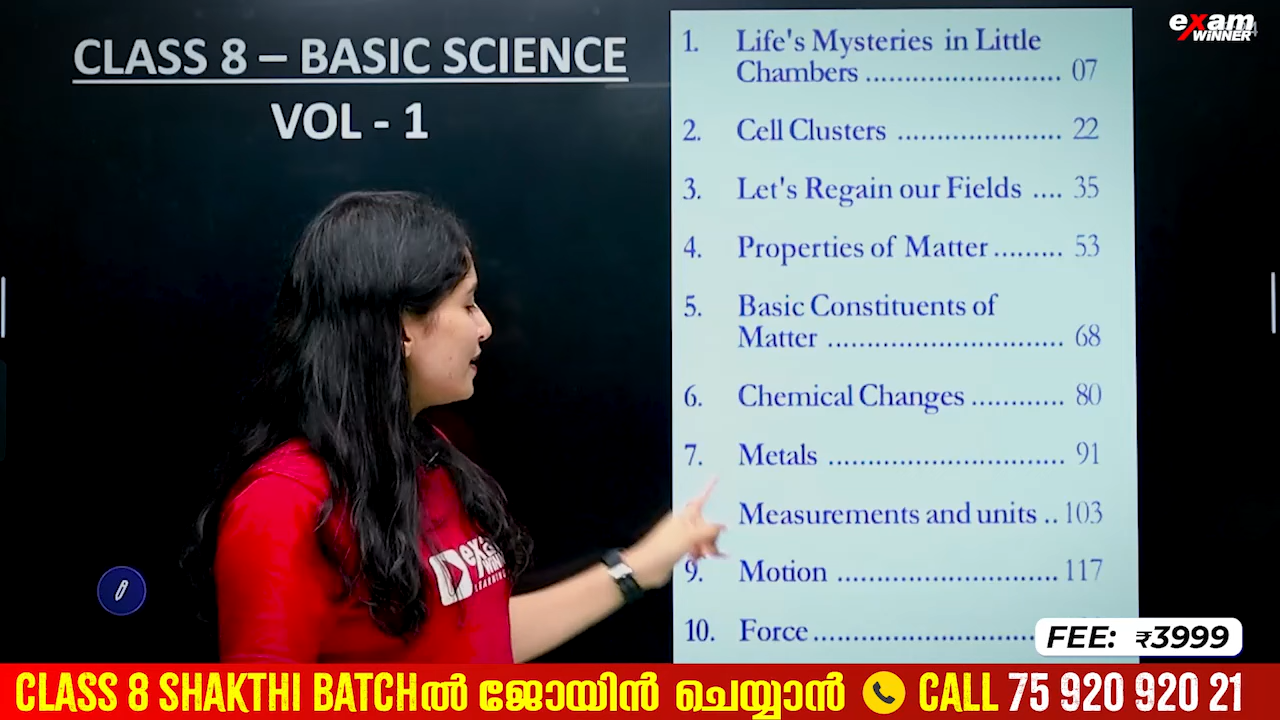 CLASS 8 – BASIC SCIENCE
VOL - 1
exam
WINNER
1. Life's Mysteries in Little
Chambers ......................... 07
2. Cell Clusters ..................... 22
3. Let's Regain our Fields .... 35
4. Properties of Matter......... 53
5. Basic Constituents of
Matter .............................. 68
6. Chemical Changes ............ 80
7. Metals .............................. 91
Measurements and units .. 103
9. Motion ............................ 117
10. Force............................
exam
WINNER
LEARNING
FEE: ₹3999
CLASS 8 SHAKTHI BATCHൽ ജോയിൻ ചെയ്യാൻ CALL 75 920 920 21